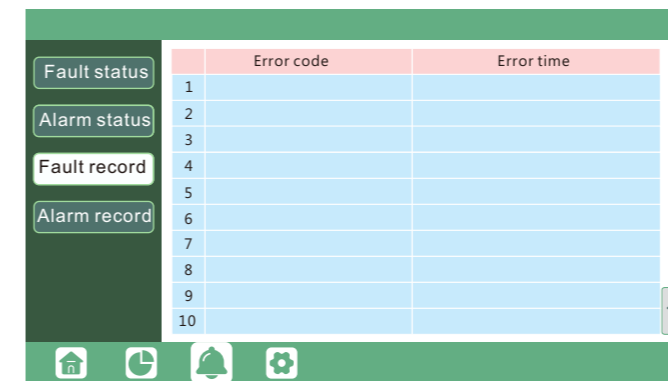 Fault status
Alarm status
Fault record
Alarm record
Error code Error time
1
2
3
4
5
6
7
8
9
10